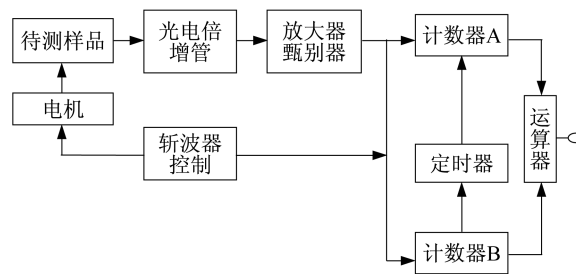 待测样品
光电倍
增管
放大器
甄别器
计数器A
电机
斩波器
控制
定时器
运
算
器
计数器B